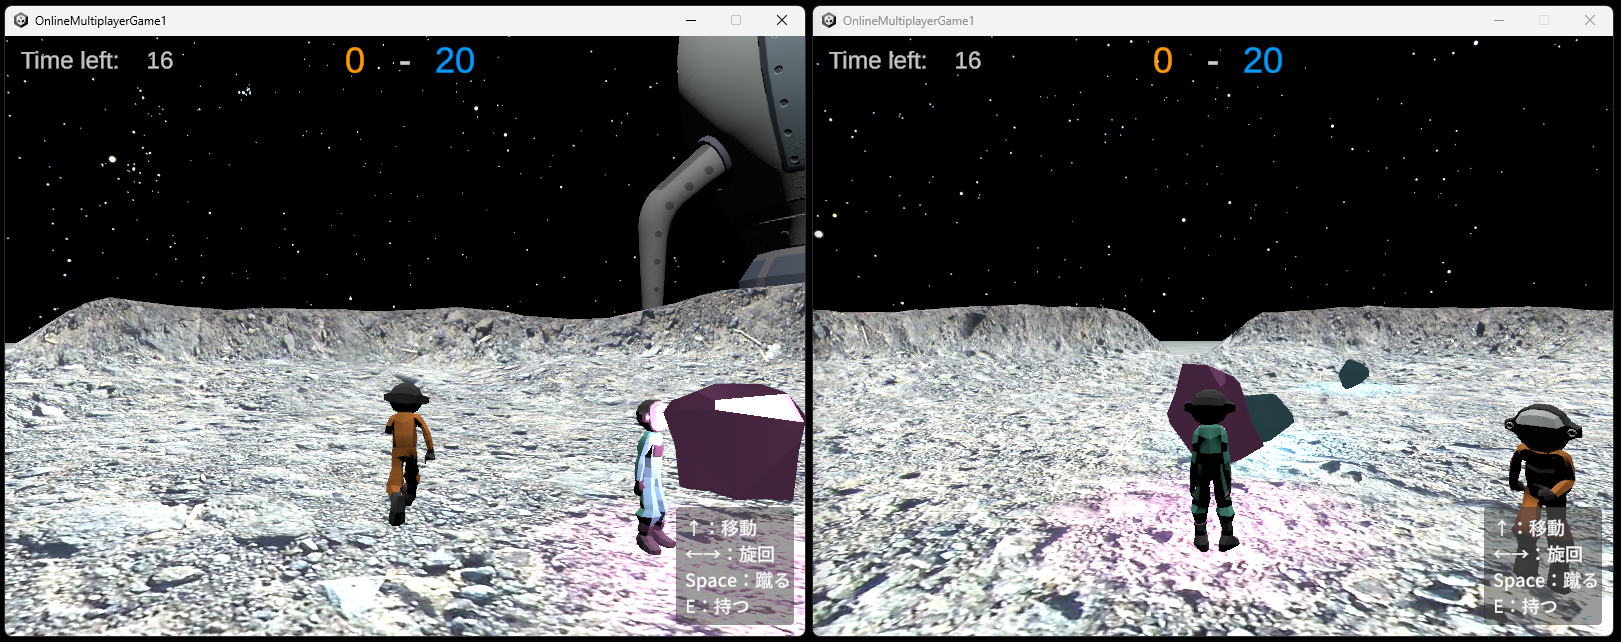 OnlineMultiplayerGame1
Time left: 16 0 - 20
↑：移動
←→：旋回
Space：蹴る
E：持つ
OnlineMultiplayerGame1
Time left: 16 0 - 20
↑：移動
←→：旋回
Space：蹴る
E：持つ